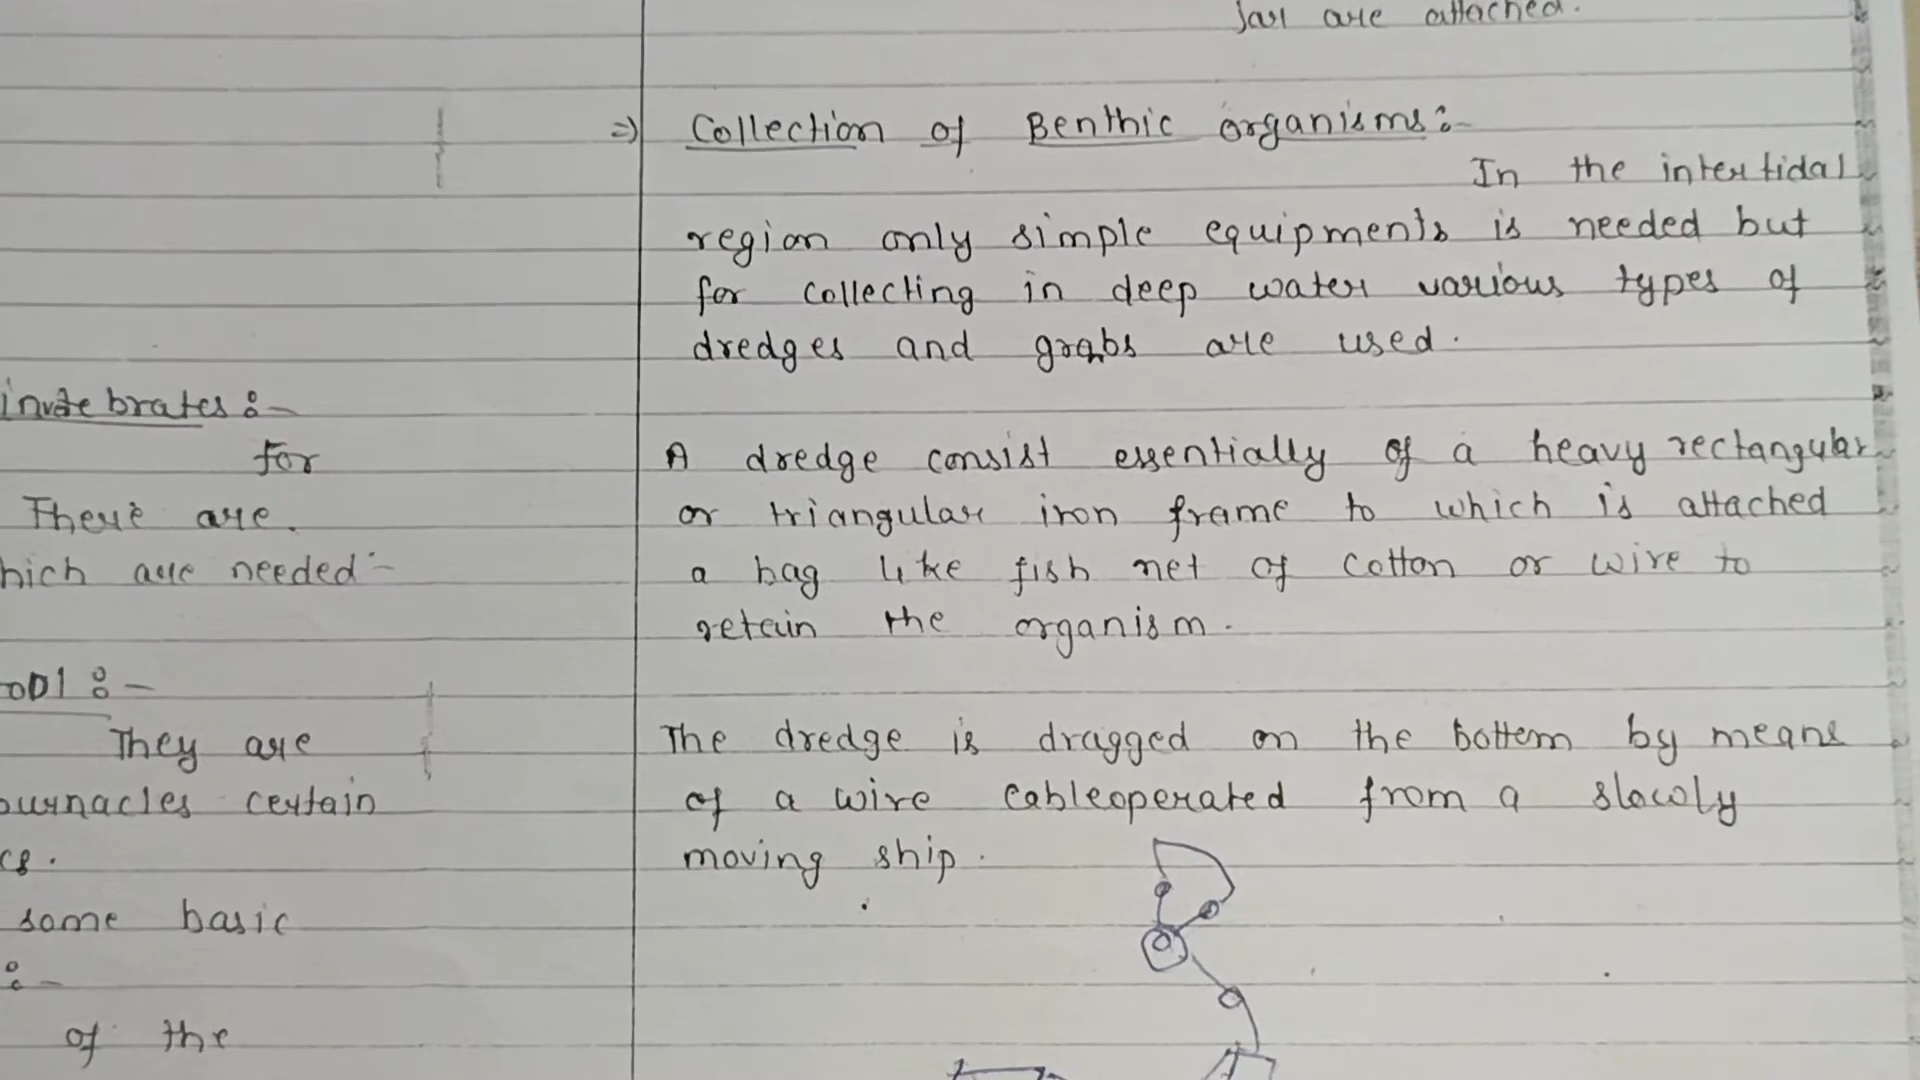 Jar are attached.
=) Collection of Benthic organisms:-
In the intertidal
region only simple equipments is needed but
for collecting in deep water various types of
dredges and grabs are used.
A dredge consist essentially of a heavy rectangular
or triangular iron frame to which is attached
a bag like fish net of cotton or wire to
retain the organism.
The dredge is dragged on the bottem by means
of a wire cableoperated from a slowly
moving ship.
:-
for
There are.
hich are needed-
:-
They are
certain
some basic
:-
of the